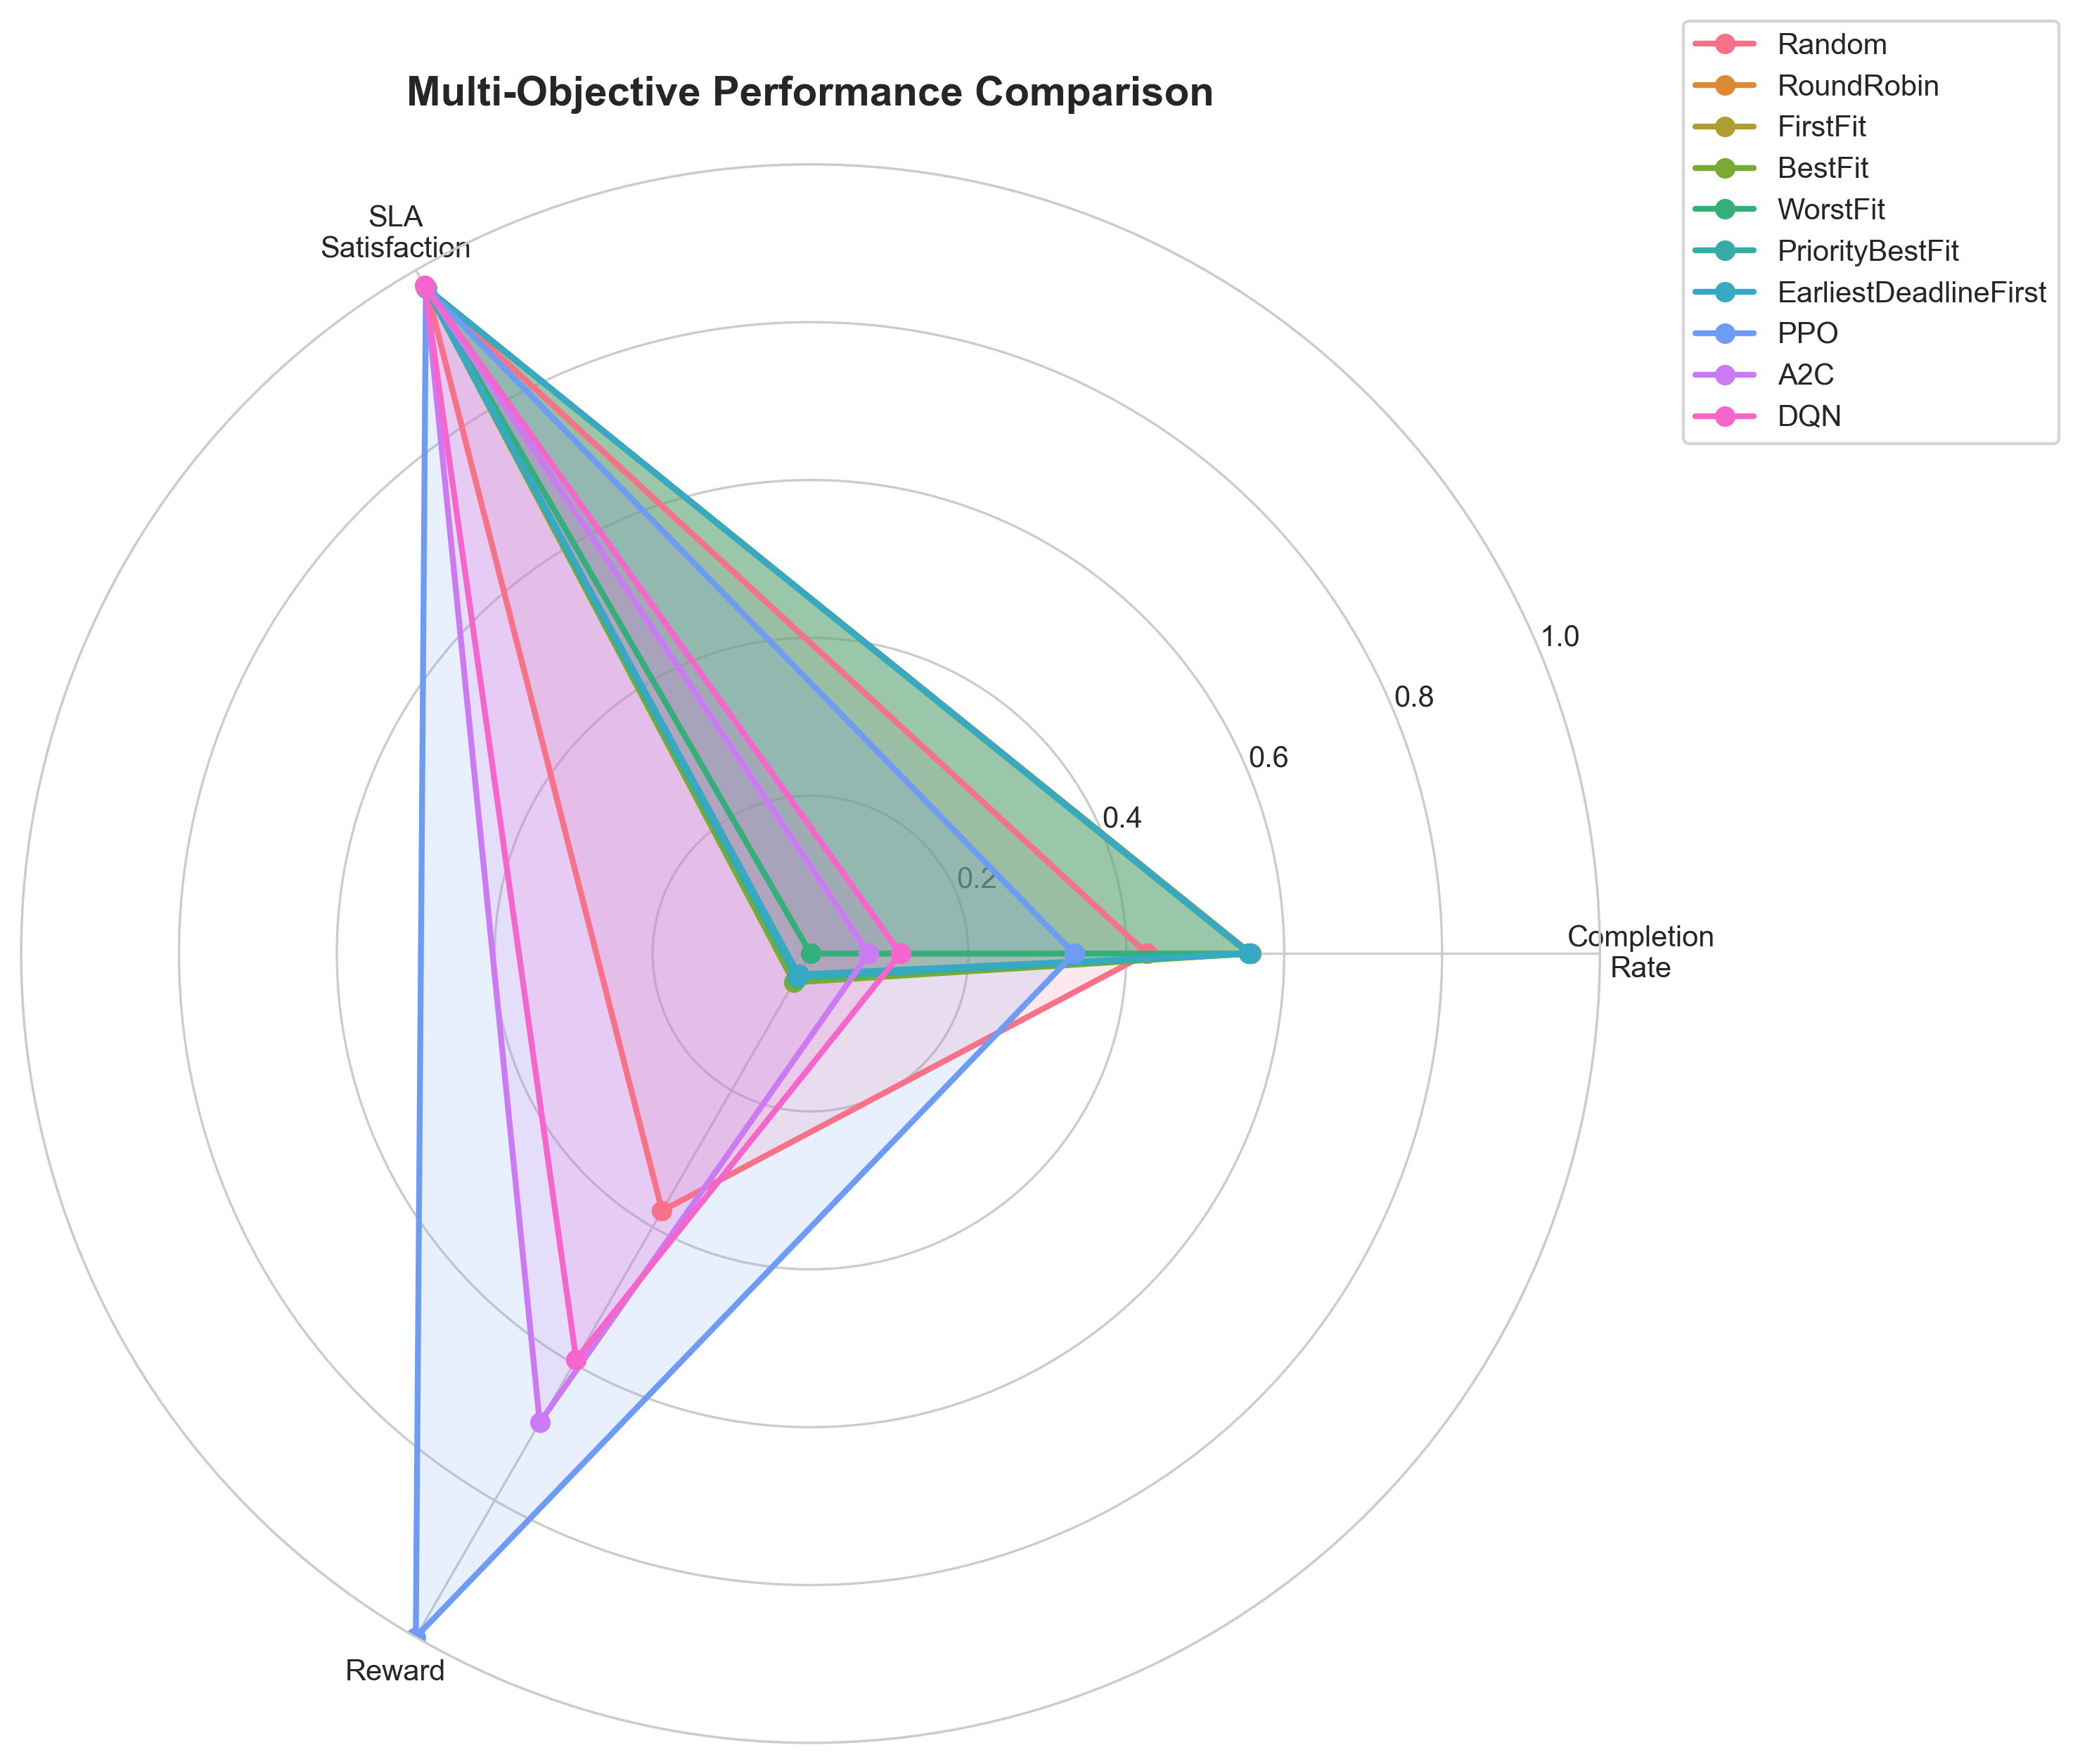 Multi-Objective Performance Comparison
Random
RoundRobin
FirstFit
BestFit
WorstFit
PriorityBestFit
EarliestDeadlineFirst
PPO
A2C
DQN
SLA
Satisfaction
1.0
0.8
0.6
0.4
0.2
Completion
Rate
Reward